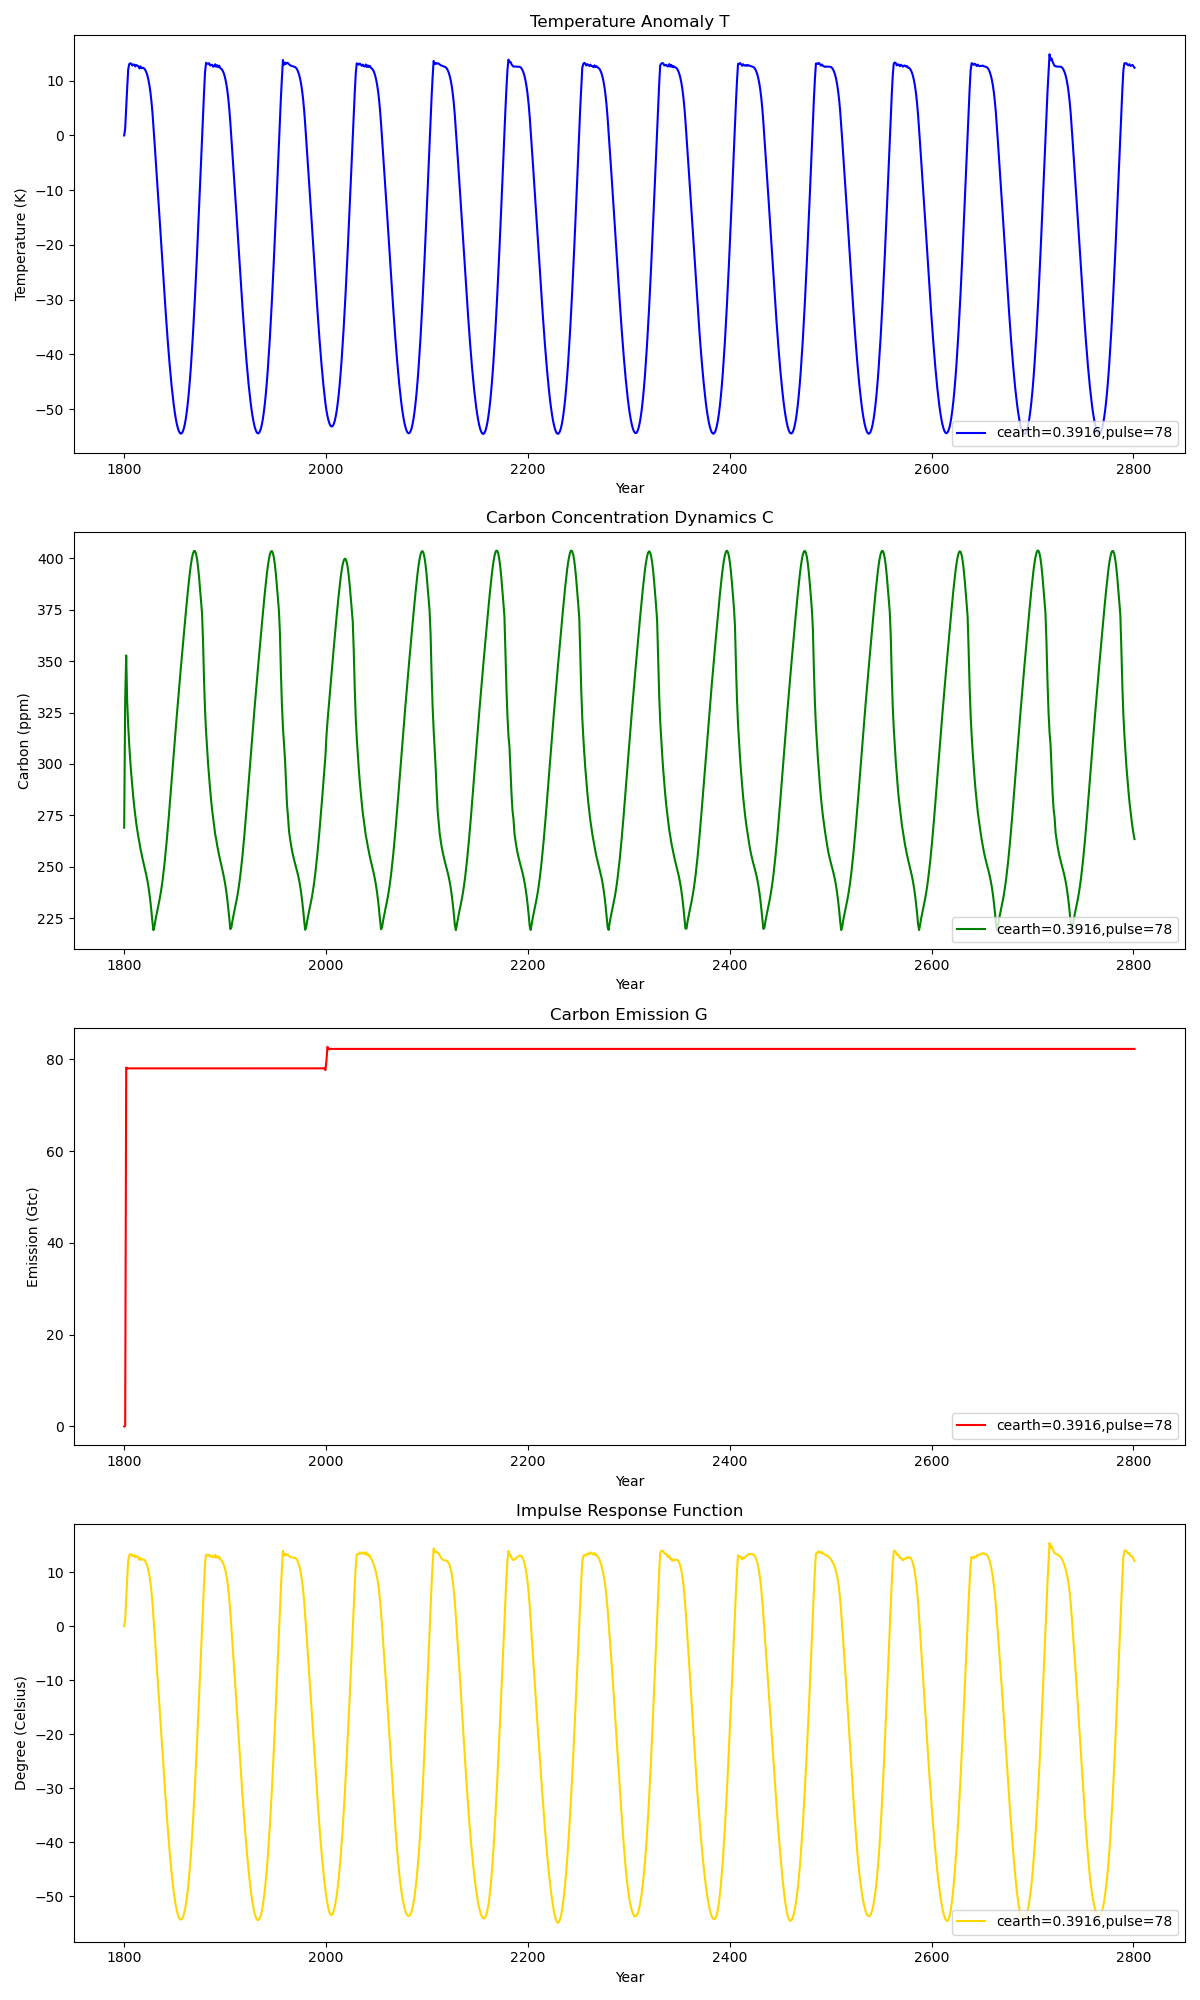 Temperature Anomaly T
10
0
−10
−20
−30
−40
−50
Temperature (K)
cearth=0.3916,pulse=78
1800 2000 2200 2400 2600 2800
Year
Carbon Concentration Dynamics C
400
375
350
325
300
275
250
225
Carbon (ppm)
cearth=0.3916,pulse=78
1800 2000 2200 2400 2600 2800
Year
Carbon Emission G
80
60
40
20
0
Emission (Gtc)
cearth=0.3916,pulse=78
1800 2000 2200 2400 2600 2800
Year
Impulse Response Function
10
0
−10
−20
−30
−40
−50
Degree (Celsius)
cearth=0.3916,pulse=78
1800 2000 2200 2400 2600 2800
Year